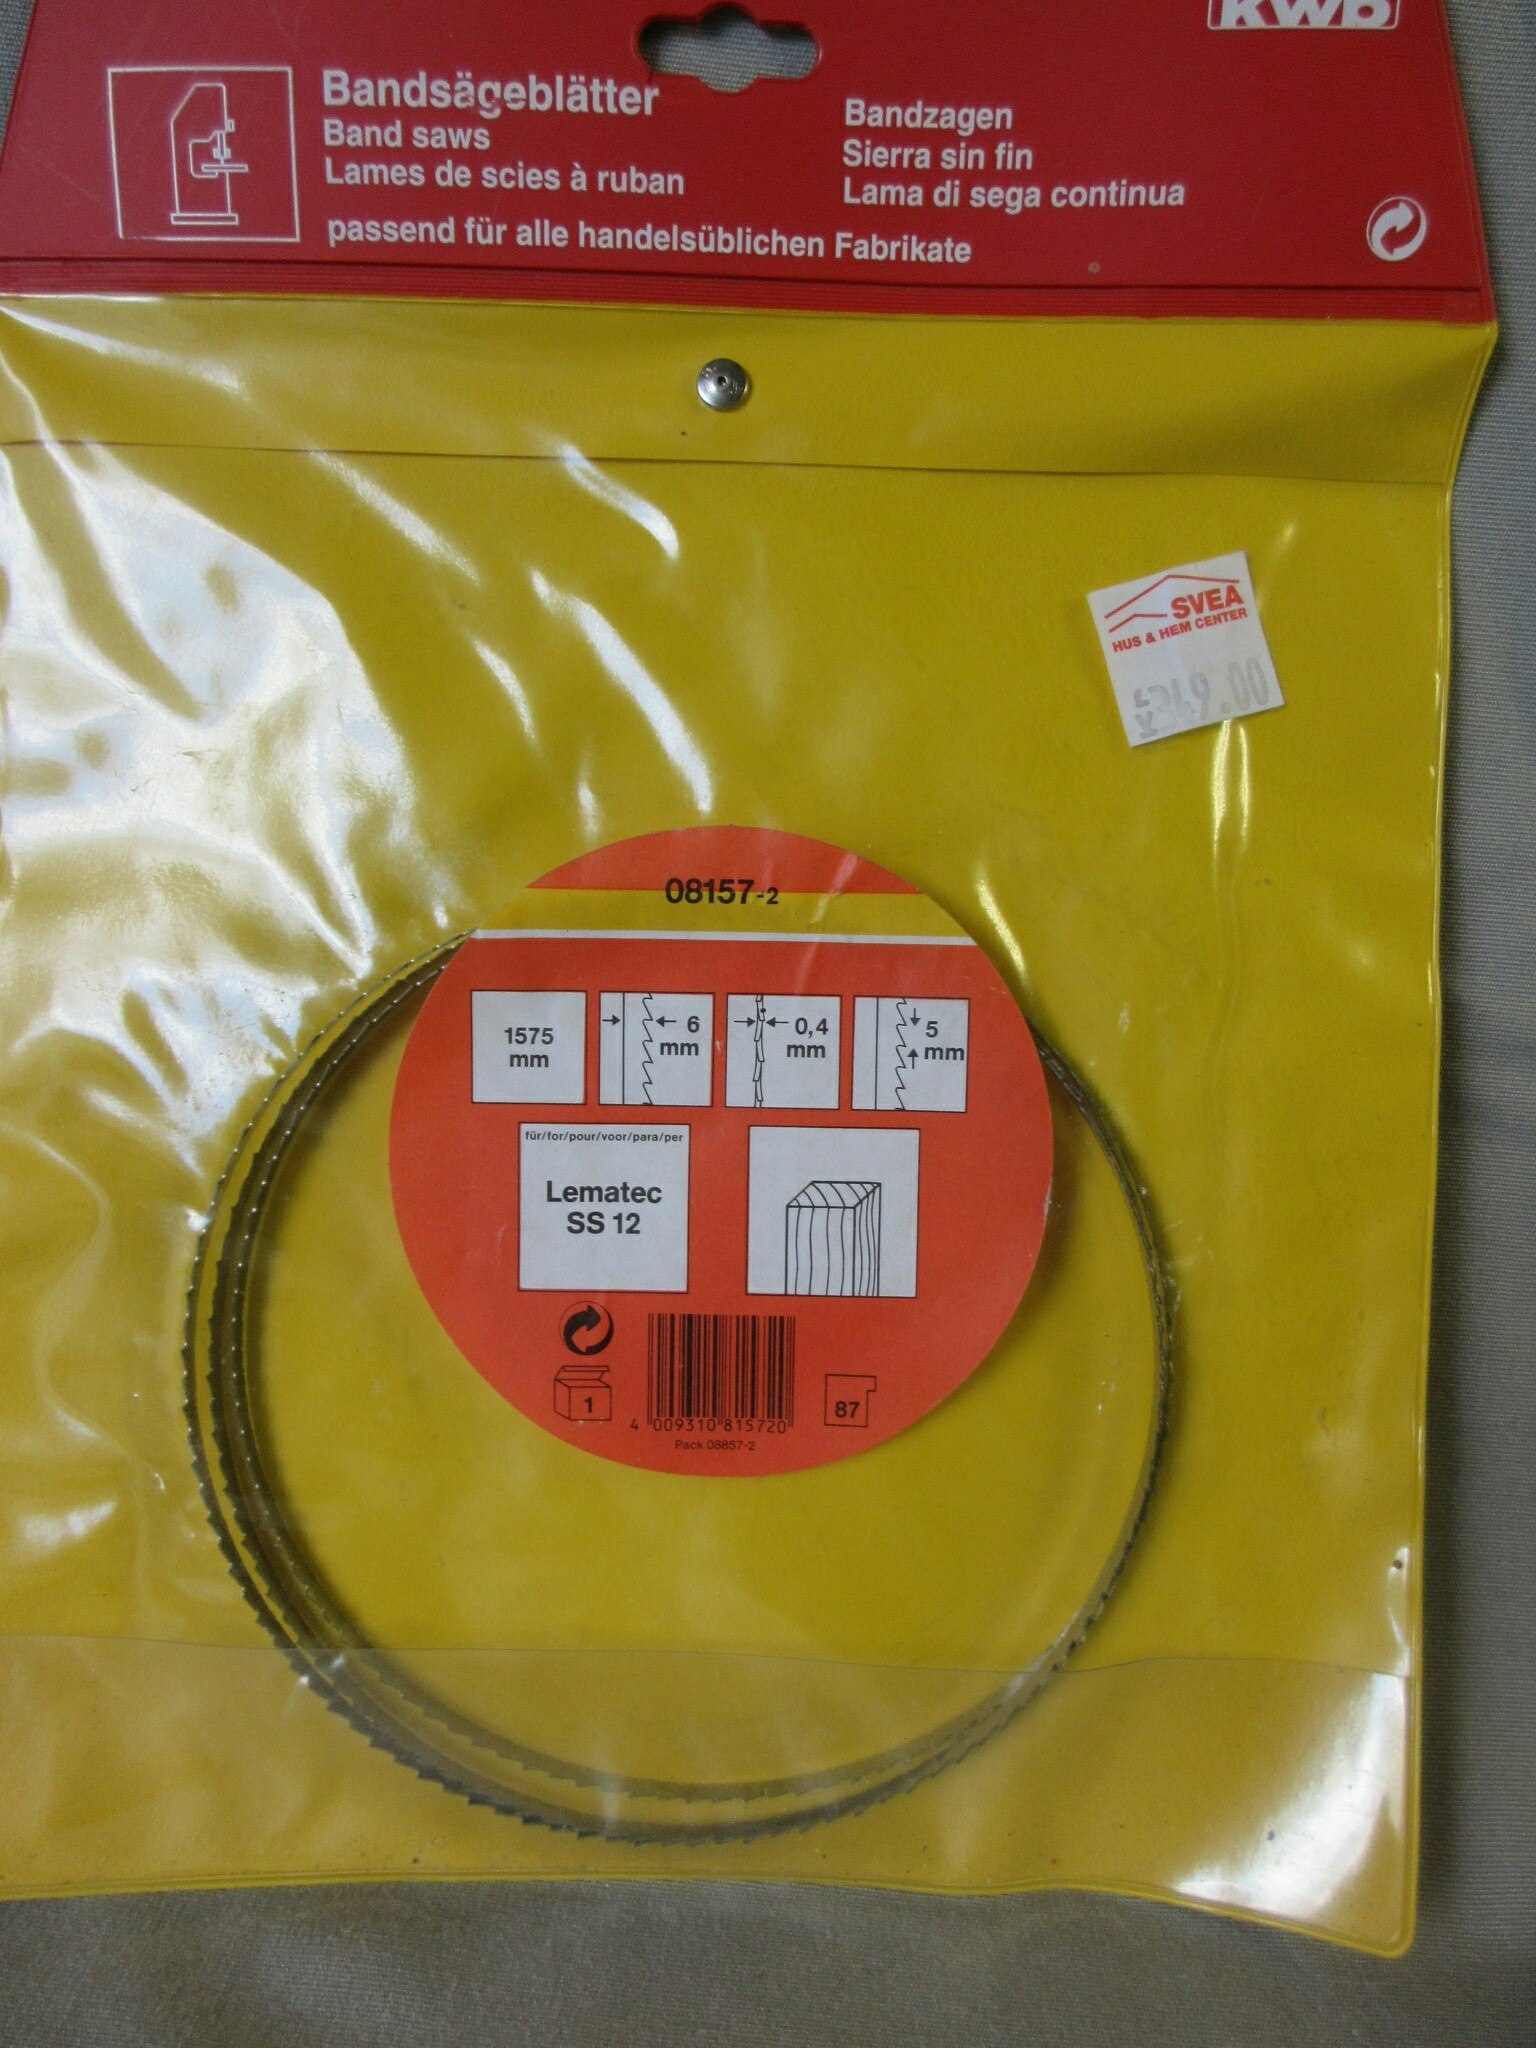 KWB
Bandsägeblätter
Band saws
Lames de scies à ruban
Bandzagen
Sierra sin fin
Lama di sega continua
passend für alle handelsüblichen Fabrikate
SVEA
HUS & HEM CENTER
349.00
08157-2
1575
mm
6
mm
0,4
mm
5
mm
für/for/pour/voor/para/per
Lematec
SS 12
1
4 009310 815720
87
Pack 08857-2